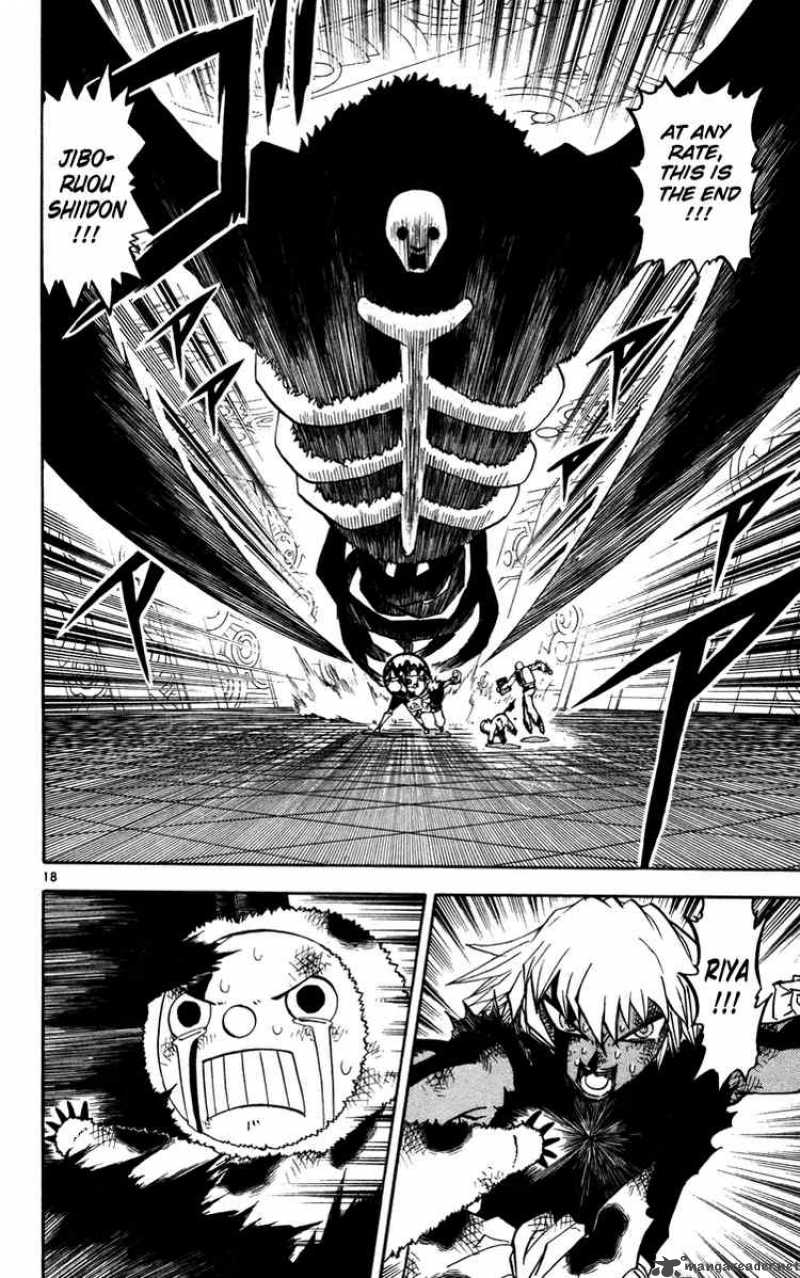 AT ANY
RATE,
THIS IS
THE END
!!!
JIBO-
RUOU
SHIIDON
!!!
18
RIYA
!!!
mangareader.net